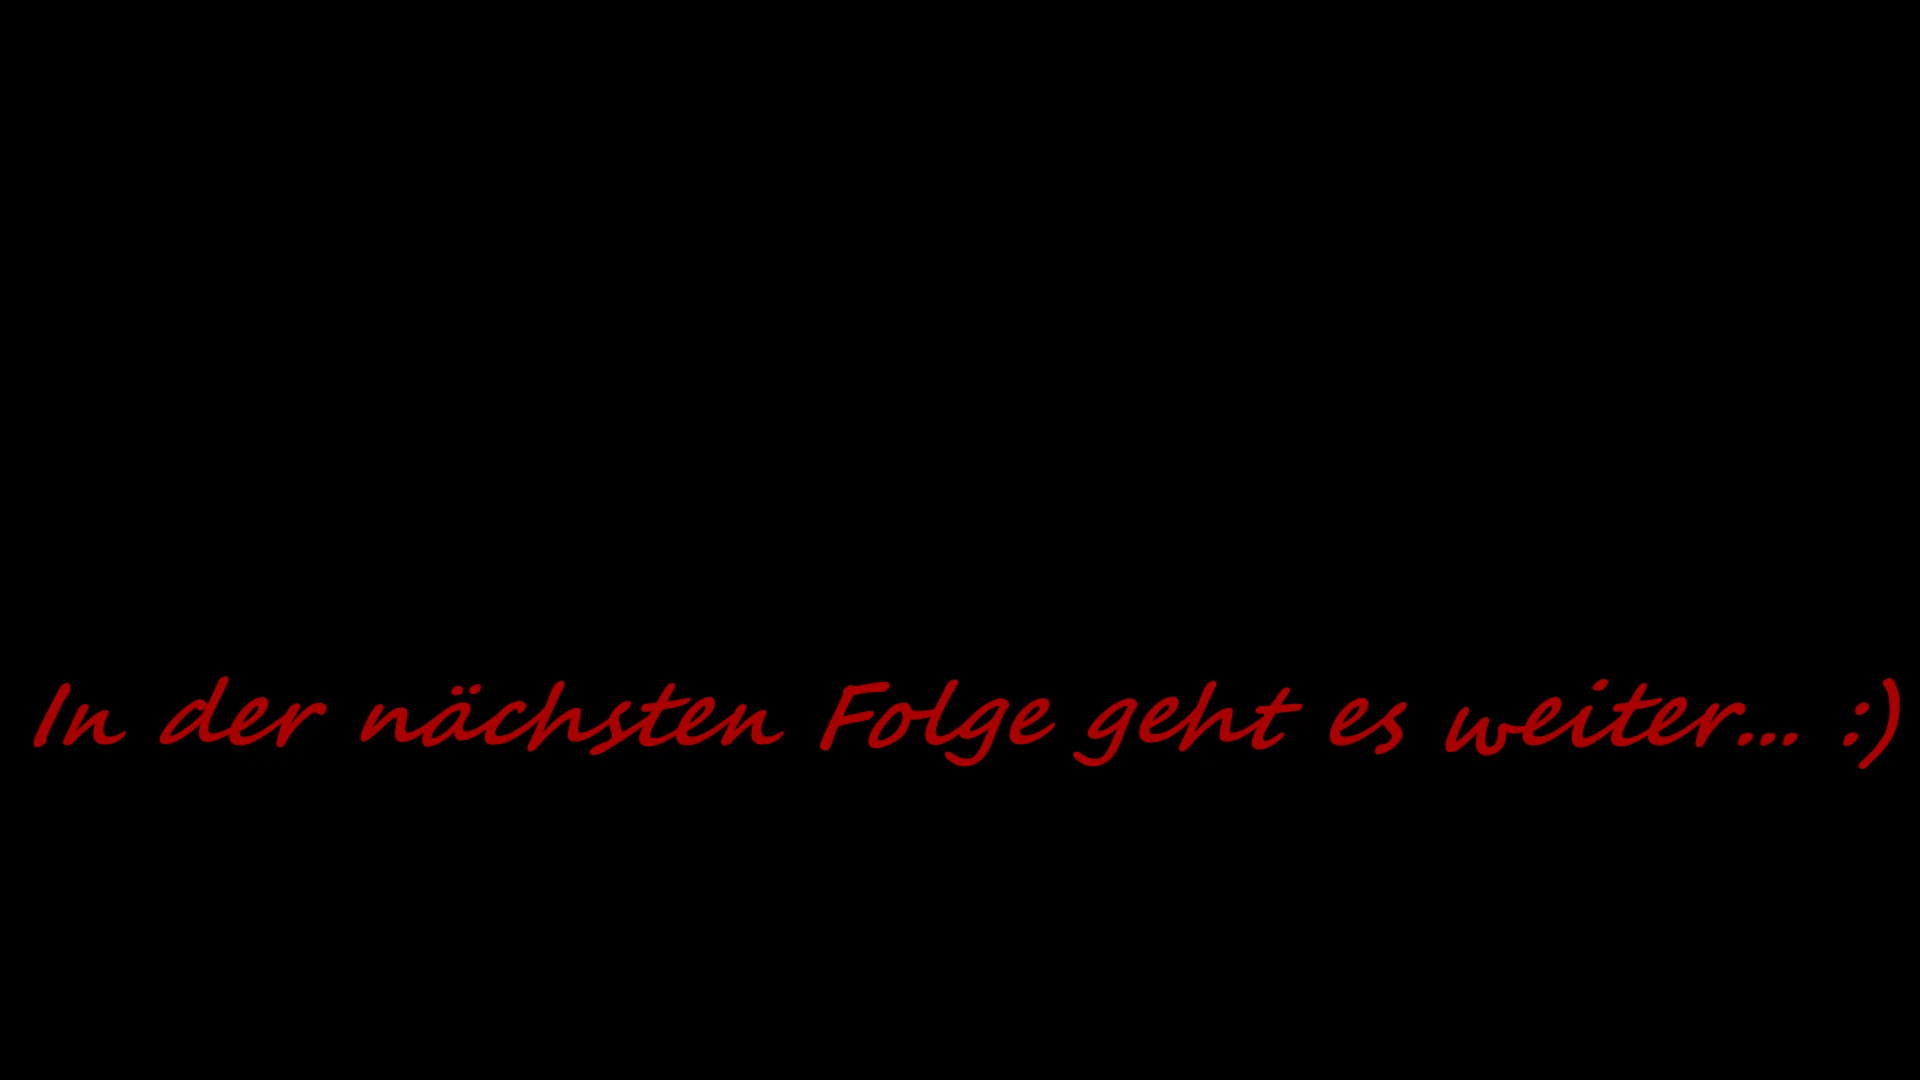 In der nächsten Folge geht es weiter... :)